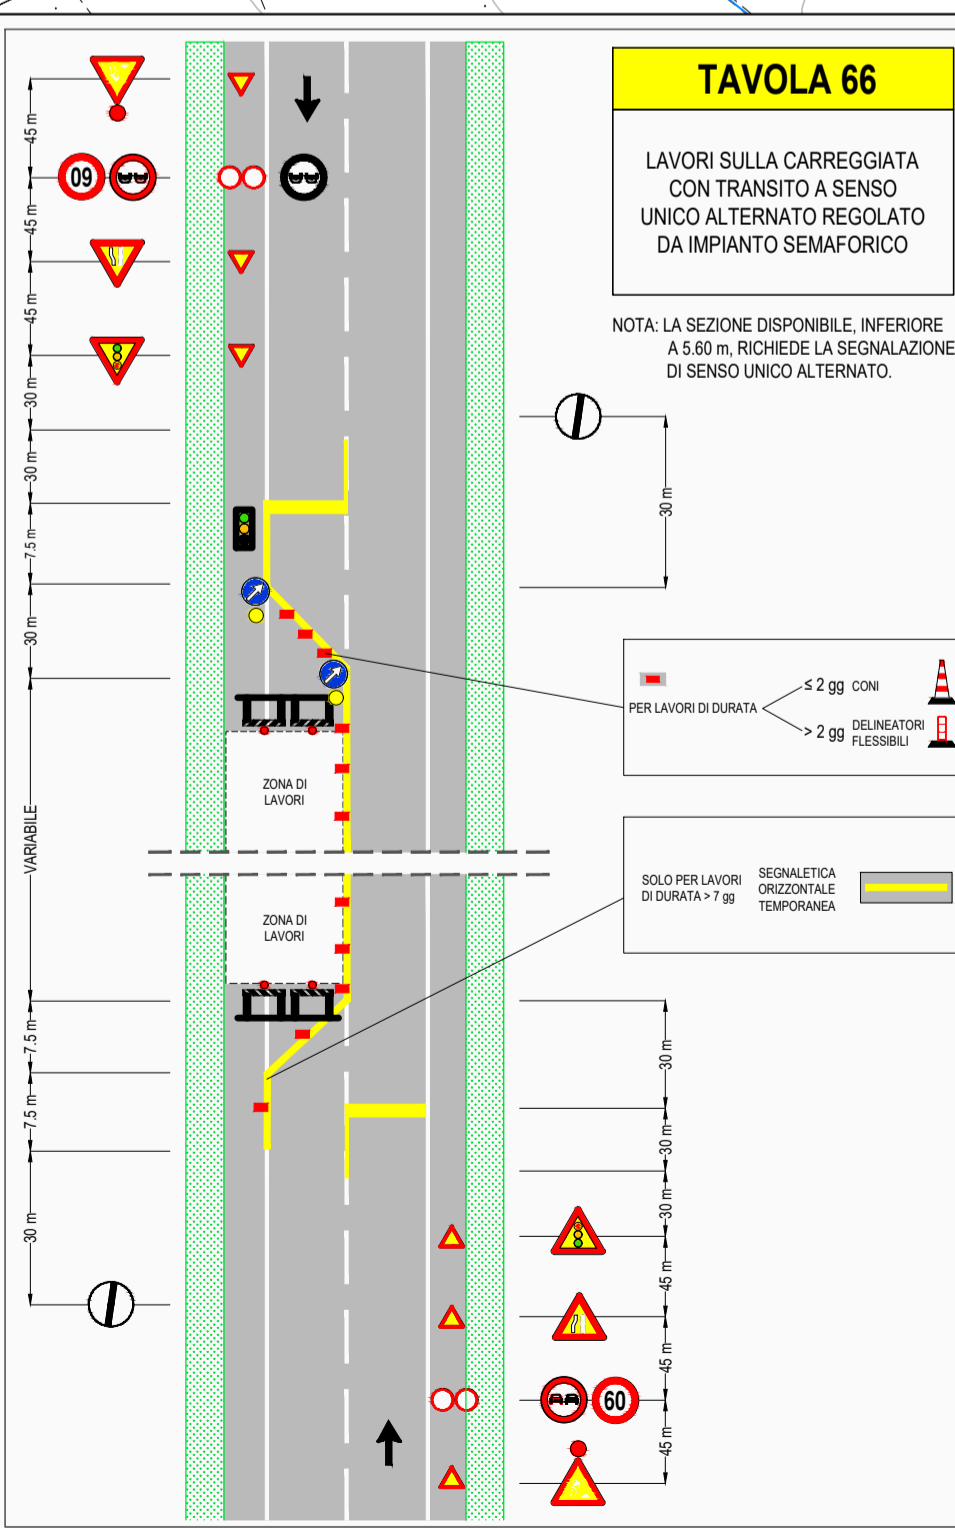 TAVOLA 66
LAVORI SULLA CARREGGIATA
CON TRANSITO A SENSO
UNICO ALTERNATO REGOLATO
DA IMPIANTO SEMAFORICO
NOTA: LA SEZIONE DISPONIBILE, INFERIORE
A 5.60 m, RICHIEDE LA SEGNALAZIONE
DI SENSO UNICO ALTERNATO.
45 m
60
45 m
45 m
30 m
30 m
7.5 m
30 m
VARIABILE
7.5 m
7.5 m
30 m
30 m
PER LAVORI DI DURATA
≤ 2 gg CONI
> 2 gg DELINEATORI
FLESSIBILI
ZONA DI
LAVORI
SOLO PER LAVORI
DI DURATA > 7 gg
SEGNALETICA
ORIZZONTALE
TEMPORANEA
ZONA DI
LAVORI
30 m
30 m
30 m
45 m
45 m
60
45 m